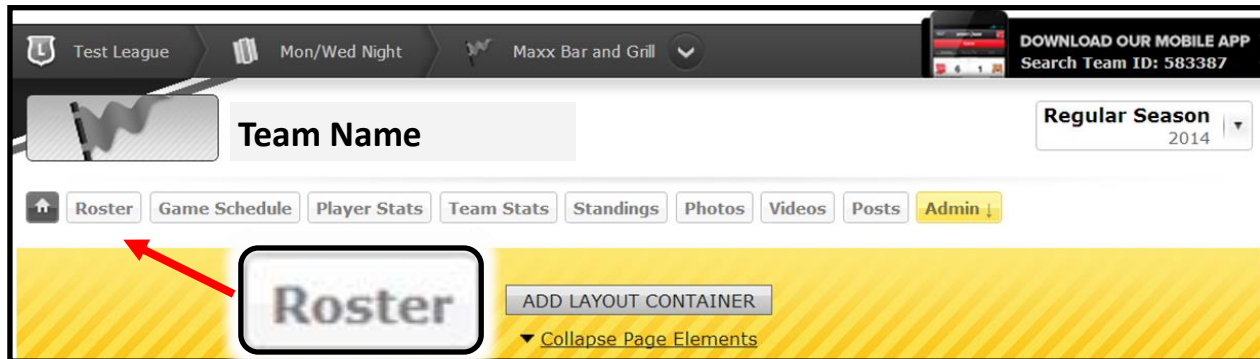 Test League Mon/Wed Night Maxx Bar and Grill
DOWNLOAD OUR MOBILE APP
Search Team ID: 583387
Team Name
Regular Season
2014
Roster Game Schedule Player Stats Team Stats Standings Photos Videos Posts Admin ↓
Roster
ADD LAYOUT CONTAINER
Collapse Page Elements